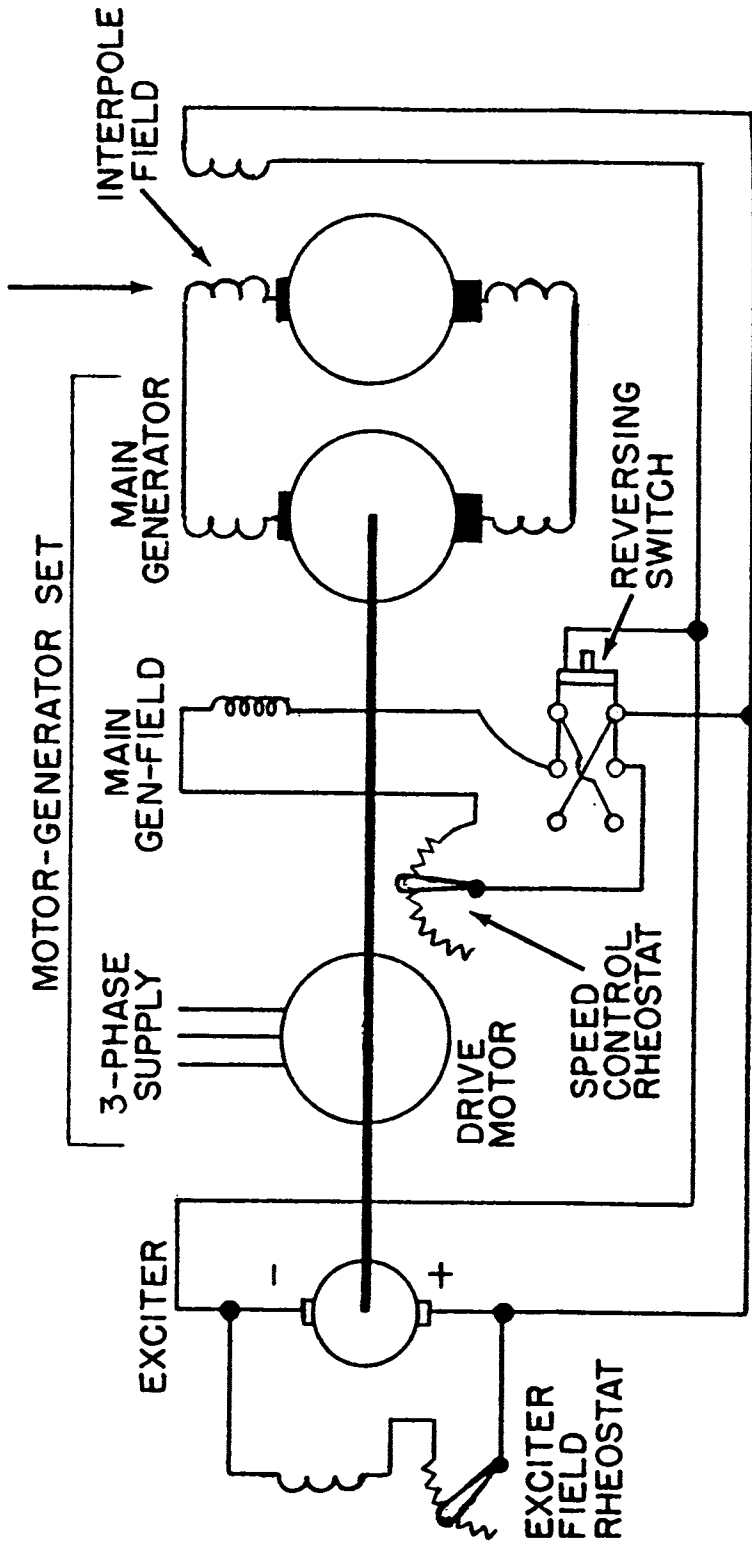 MOTOR-GENERATOR SET
EXCITER
3-PHASE
SUPPLY
MAIN
GEN-FIELD
MAIN
GENERATOR
INTERPOLE
FIELD
-
+
DRIVE
MOTOR
EXCITER
FIELD
RHEOSTAT
SPEED
CONTROL
RHEOSTAT
REVERSING
SWITCH